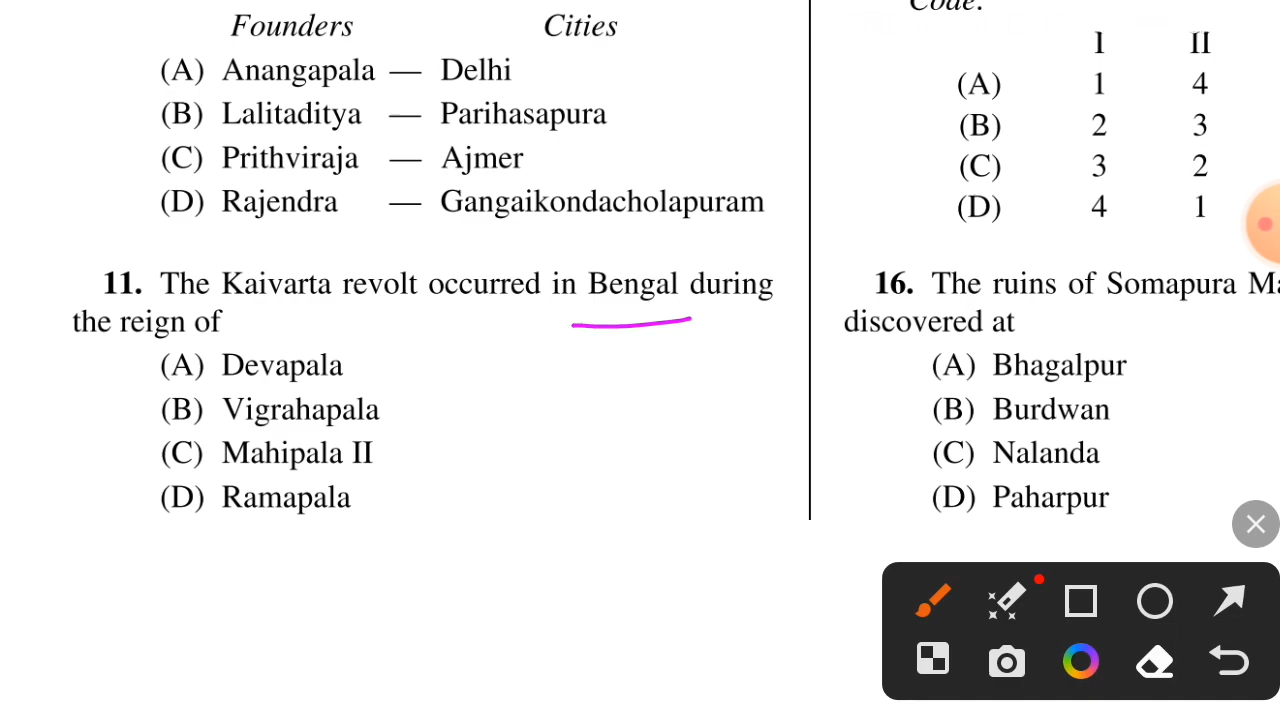 Founders Cities
(A) Anangapala — Delhi
(B) Lalitaditya — Parihasapura
(C) Prithviraja — Ajmer
(D) Rajendra — Gangaikondacholapuram
11. The Kaivarta revolt occurred in Bengal during
the reign of
(A) Devapala
(B) Vigrahapala
(C) Mahipala II
(D) Ramapala
Code:
I II
(A) 1 4
(B) 2 3
(C) 3 2
(D) 4 1
16. The ruins of Somapura
discovered at
(A) Bhagalpur
(B) Burdwan
(C) Nalanda
(D) Paharpur